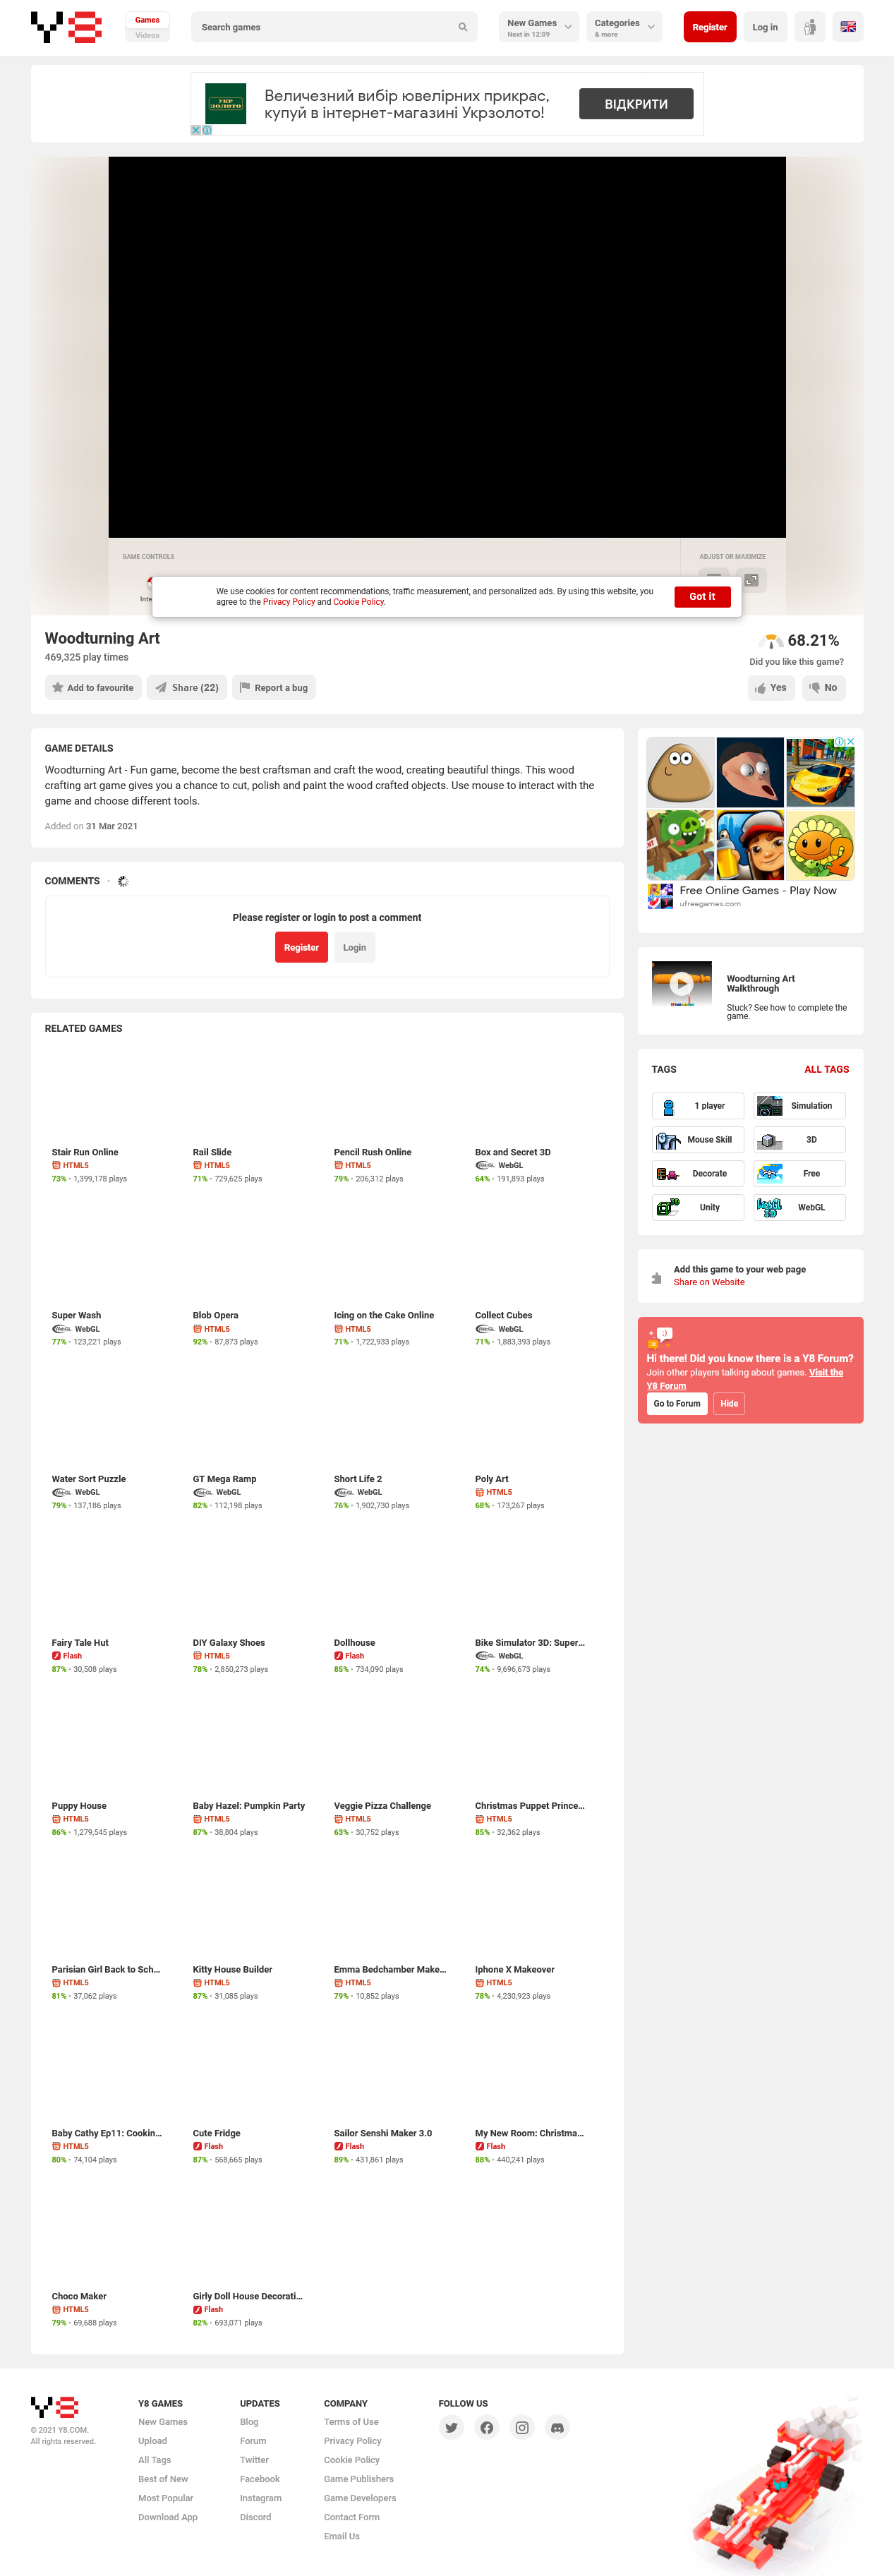 Y8
Games
Videos
Search games
New Games
Next in 12:09
Categories
& more
Register
Log in
УКР
ЗОЛОТО
Величезний вибір ювелірних прикрас,
купуй в інтернет-магазині Укрзолото!
ВІДКРИТИ
GAME CONTROLS
ADJUST OR MAXIMIZE
We use cookies for content recommendations, traffic measurement, and personalized ads. By using this website, you
agree to the Privacy Policy and Cookie Policy.
Got it
Woodturning Art
469,325 play times
68.21%
Did you like this game?
Add to favourite
Share (22)
Report a bug
Yes
No
GAME DETAILS
Woodturning Art - Fun game, become the best craftsman and craft the wood, creating beautiful things. This wood
crafting art game gives you a chance to cut, polish and paint the wood crafted objects. Use mouse to interact with the
game and choose different tools.
Added on 31 Mar 2021
COMMENTS
Please register or login to post a comment
Register
Login
Free Online Games - Play Now
ufreegames.com
Woodturning Art
Walkthrough
Stuck? See how to complete the
game.
TAGS
ALL TAGS
1 player
Simulation
Mouse Skill
3D
Decorate
Free
Unity
WebGL
Add this game to your web page
Share on Website
Hi there! Did you know there is a Y8 Forum?
Join other players talking about games. Visit the
Y8 Forum
Go to Forum
Hide
RELATED GAMES
Stair Run Online
HTML5
73% • 1,399,178 plays
Rail Slide
HTML5
71% • 729,625 plays
Pencil Rush Online
HTML5
79% • 206,312 plays
Box and Secret 3D
WebGL
64% • 191,893 plays
Super Wash
WebGL
77% • 123,221 plays
Blob Opera
HTML5
92% • 87,873 plays
Icing on the Cake Online
HTML5
71% • 1,722,933 plays
Collect Cubes
WebGL
71% • 1,883,393 plays
Water Sort Puzzle
WebGL
79% • 137,186 plays
GT Mega Ramp
WebGL
82% • 112,198 plays
Short Life 2
WebGL
76% • 1,902,730 plays
Poly Art
HTML5
68% • 173,267 plays
Fairy Tale Hut
Flash
87% • 30,508 plays
DIY Galaxy Shoes
HTML5
78% • 2,850,273 plays
Dollhouse
Flash
85% • 734,090 plays
Bike Simulator 3D: Super...
WebGL
74% • 9,696,673 plays
Puppy House
HTML5
86% • 1,279,545 plays
Baby Hazel: Pumpkin Party
HTML5
87% • 38,804 plays
Veggie Pizza Challenge
HTML5
63% • 30,752 plays
Christmas Puppet Prince...
HTML5
85% • 32,362 plays
Parisian Girl Back to Sch...
HTML5
81% • 37,062 plays
Kitty House Builder
HTML5
87% • 31,085 plays
Emma Bedchamber Make...
HTML5
79% • 10,852 plays
Iphone X Makeover
HTML5
78% • 4,230,923 plays
Baby Cathy Ep11: Cookin...
HTML5
80% • 74,104 plays
Cute Fridge
Flash
87% • 568,665 plays
Sailor Senshi Maker 3.0
Flash
89% • 431,861 plays
My New Room: Christma...
Flash
88% • 440,241 plays
Choco Maker
HTML5
79% • 69,688 plays
Girly Doll House Decorati...
Flash
82% • 693,071 plays
Y8
© 2021 Y8.COM.
All rights reserved.
Y8 GAMES
New Games
Upload
All Tags
Best of New
Most Popular
Download App
UPDATES
Blog
Forum
Twitter
Facebook
Instagram
Discord
COMPANY
Terms of Use
Privacy Policy
Cookie Policy
Game Publishers
Game Developers
Contact Form
Email Us
FOLLOW US